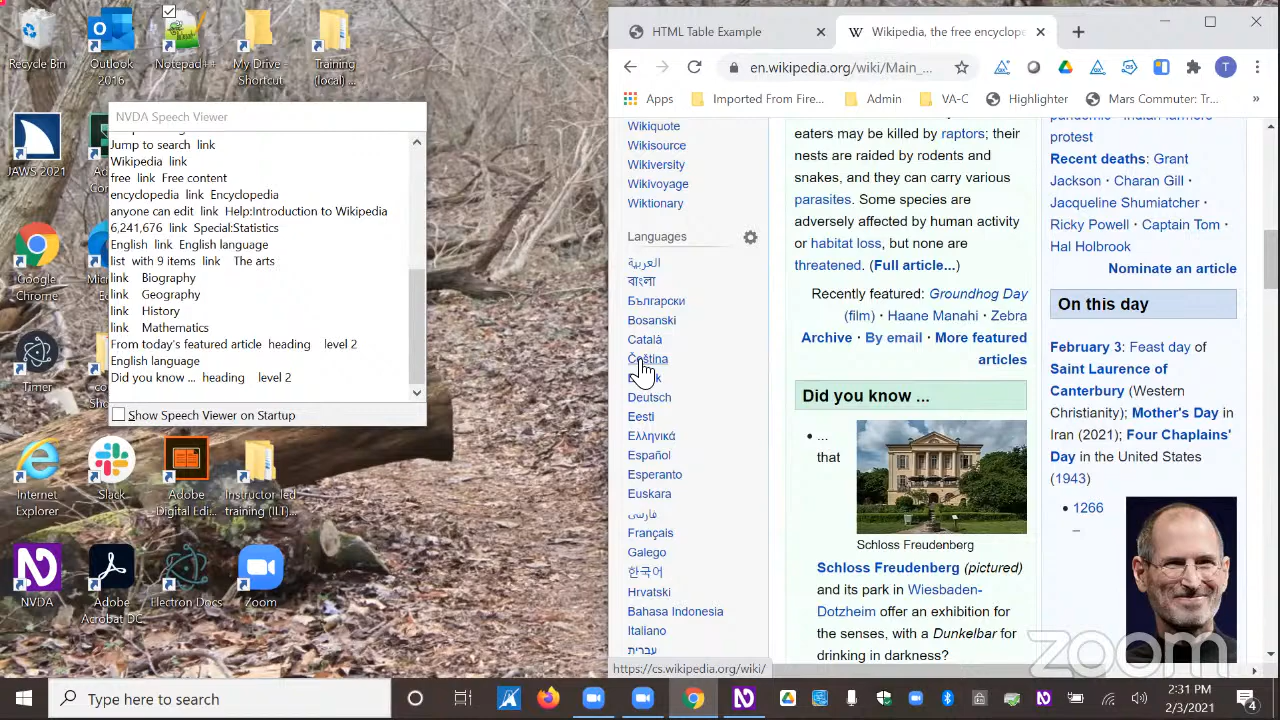 Recycle Bin
Outlook
2016
Notepad++
My Drive -
Shortcut
Training
(local) ...
JAWS 2021
Google
Chrome
Timer
Internet
Explorer
Slack
Adobe
Digital Edi...
Instructor led
training (ILT)...
NVDA
Adobe
Acrobat DC
Electron Docs
Zoom
NVDA Speech Viewer
Jump to search link
Wikipedia link
free link Free content
encyclopedia link Encyclopedia
anyone can edit link Help:Introduction to Wikipedia
6,241,676 link Special:Statistics
English link English language
list with 9 items link The arts
link Biography
link Geography
link History
link Mathematics
From today's featured article heading level 2
English language
Did you know ... heading level 2
Show Speech Viewer on Startup
HTML Table Example
Wikipedia, the free encyclope
en.wikipedia.org/wiki/Main_...
T
Apps
Imported From Fire...
Admin
VA-C
Highlighter
Mars Commuter: Tr...
»
Wikiquote
Wikisource
Wikiversity
Wikivoyage
Wiktionary
Languages
العربية
বাংলা
Български
Bosanski
Català
Čeština
Deutsch
Eesti
Ελληνικά
Español
Esperanto
Euskara
فارسی
Français
Galego
한국어
Hrvatski
Bahasa Indonesia
Italiano
עברית
https://cs.wikipedia.org/wiki/
eaters may be killed by raptors; their
nests are raided by rodents and
snakes, and they can carry various
parasites. Some species are
adversely affected by human activity
or habitat loss, but none are
threatened. (Full article...)
Recently featured: Groundhog Day
(film) · Haane Manahi · Zebra
Archive · By email · More featured
articles
Did you know ...
• ...
that
Schloss Freudenberg
Schloss Freudenberg (pictured)
and its park in Wiesbaden-
Dotzheim offer an exhibition for
the senses, with a Dunkelbar for
drinking in darkness?
pandemic · Indian farmers'
protest
Recent deaths: Grant
Jackson · Charan Gill ·
Jacqueline Shumiatcher ·
Ricky Powell · Captain Tom ·
Hal Holbrook
Nominate an article
On this day
February 3: Feast day of
Saint Laurence of
Canterbury (Western
Christianity); Mother's Day in
Iran (2021); Four Chaplains'
Day in the United States
(1943)
• 1266
–
zoom
Type here to search
2:31 PM
2/3/2021
4